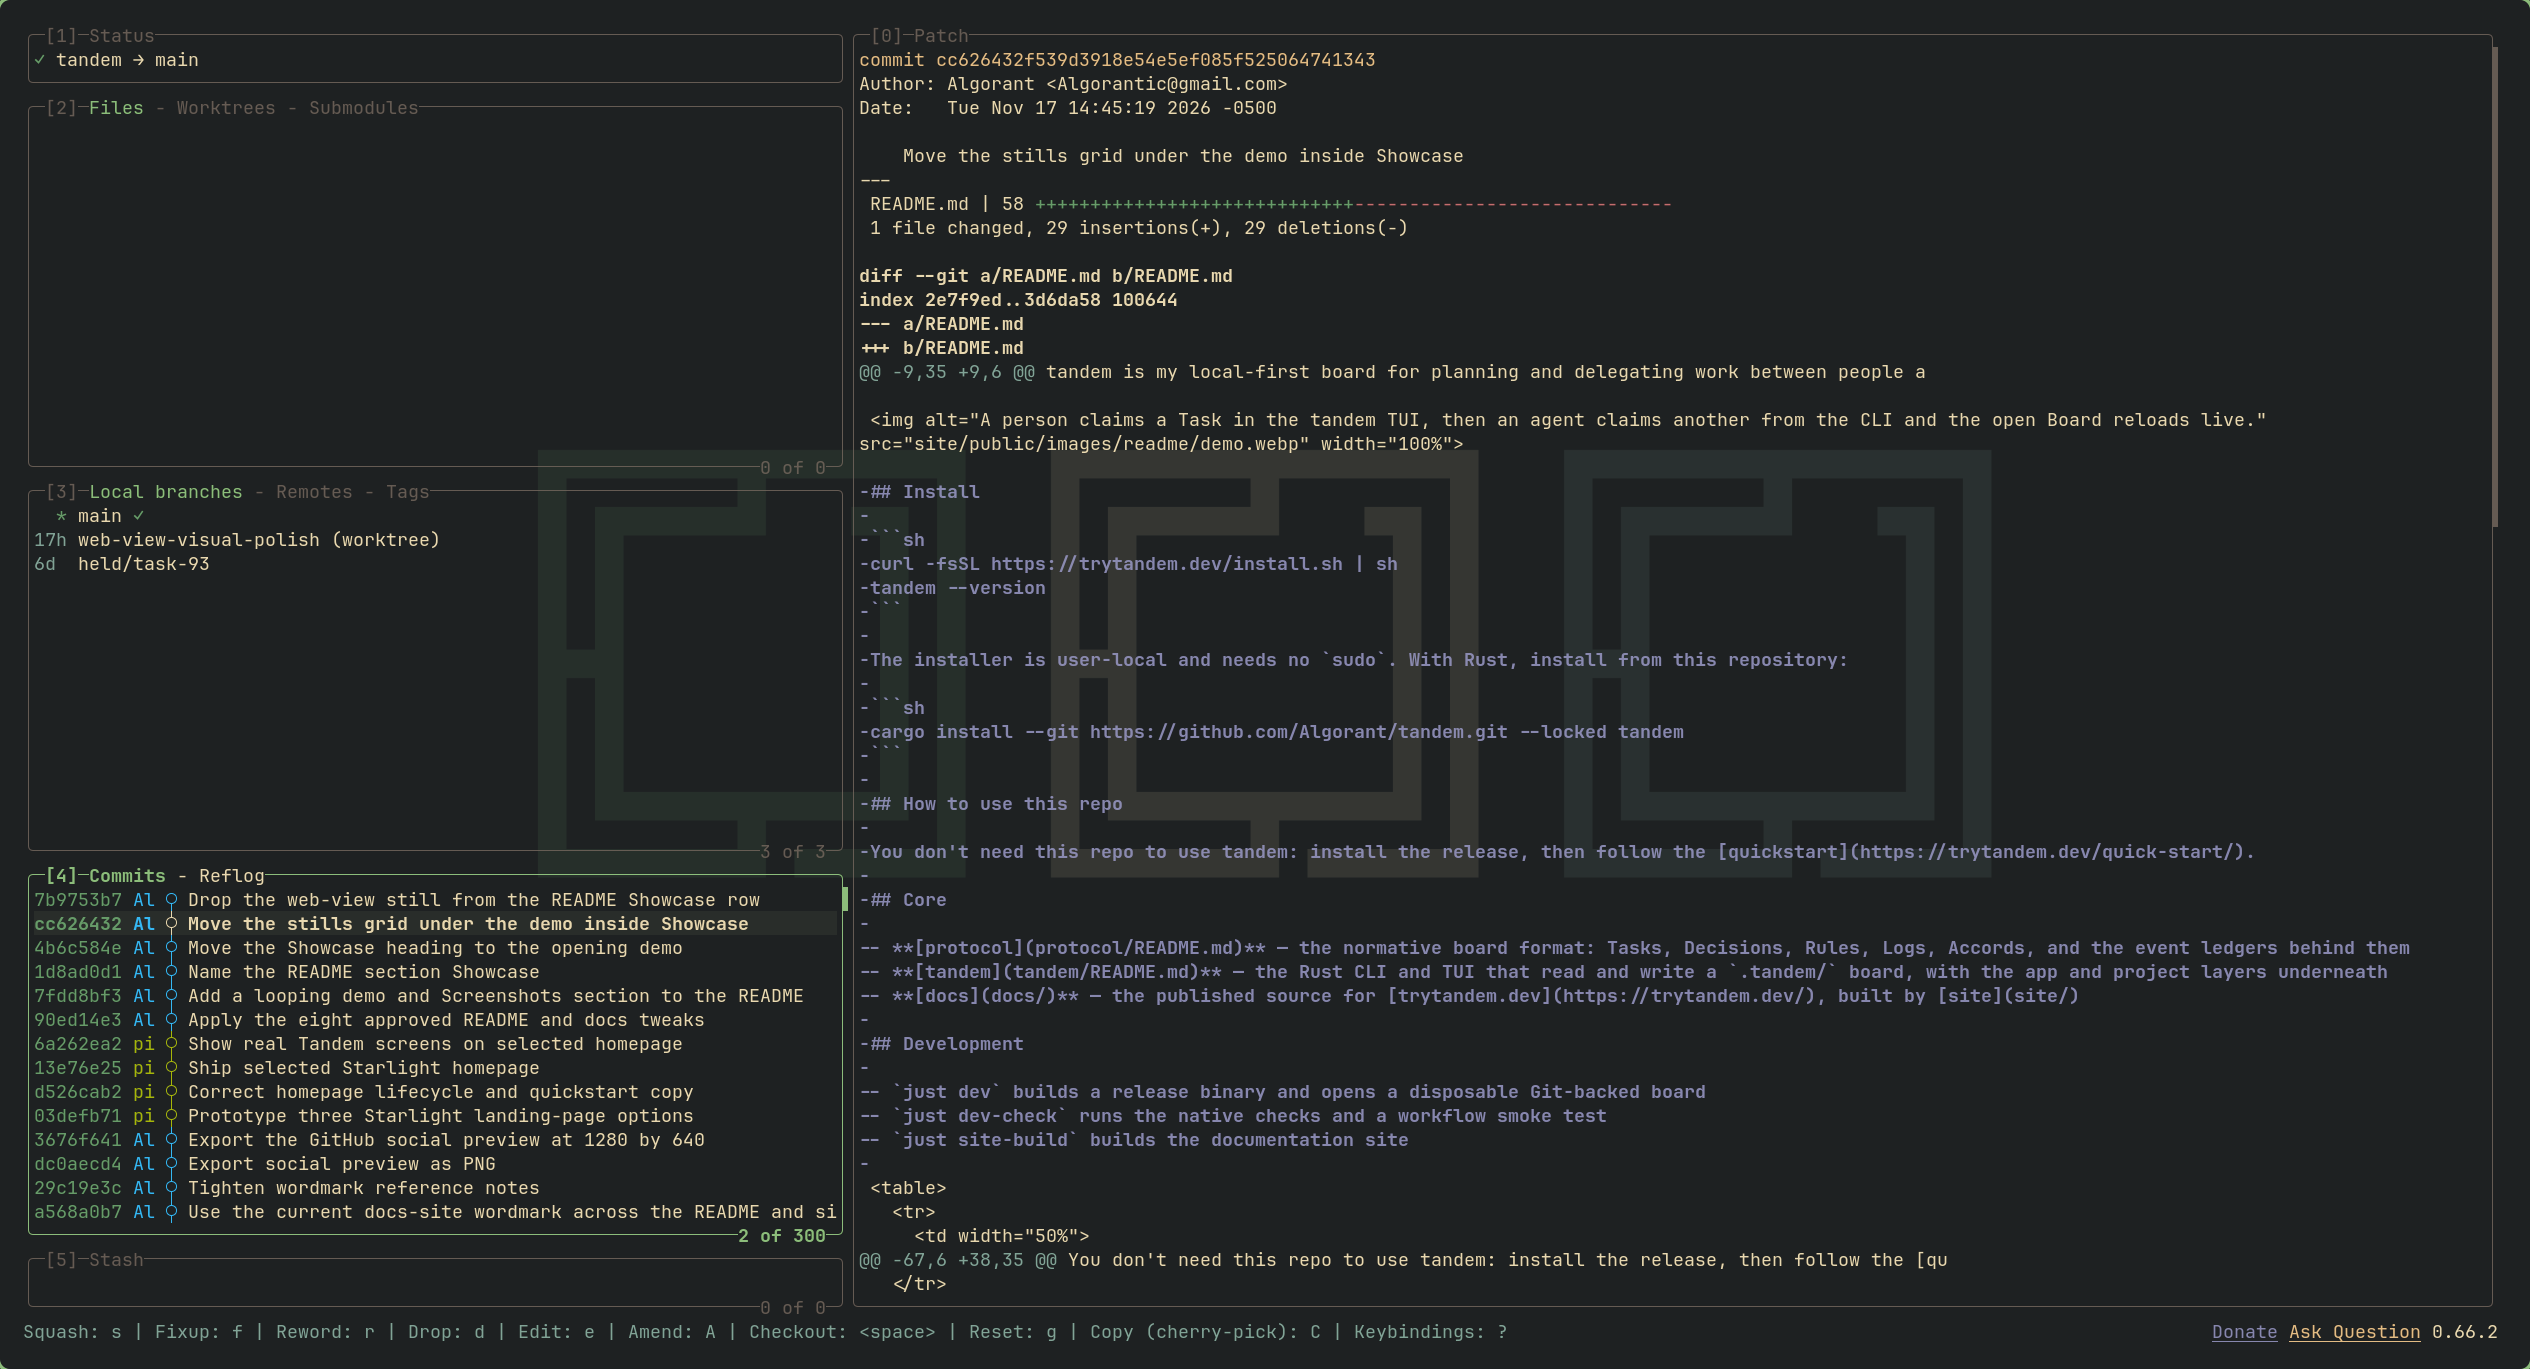 [1]─Status
✓ tandem → main
[2]─Files - Worktrees - Submodules
0 of 0
[3]─Local branches - Remotes - Tags
* main ✓
17h web-view-visual-polish (worktree)
6d held/task-93
3 of 3
[4]─Commits - Reflog
7b9753b7 Al ○ Drop the web-view still from the README Showcase row
cc626432 Al ○ Move the stills grid under the demo inside Showcase
4b6c584e Al ○ Move the Showcase heading to the opening demo
1d8ad0d1 Al ○ Name the README section Showcase
7fdd8bf3 Al ○ Add a looping demo and Screenshots section to the README
90ed14e3 Al ○ Apply the eight approved README and docs tweaks
6a262ea2 pi ○ Show real Tandem screens on selected homepage
13e76e25 pi ○ Ship selected Starlight homepage
d526cab2 pi ○ Correct homepage lifecycle and quickstart copy
03defb71 pi ○ Prototype three Starlight landing-page options
3676f641 Al ○ Export the GitHub social preview at 1280 by 640
dc0aecd4 Al ○ Export social preview as PNG
29c19e3c Al ○ Tighten wordmark reference notes
a568a0b7 Al ○ Use the current docs-site wordmark across the README and si
2 of 300
[5]─Stash
0 of 0
[0]─Patch
commit cc626432f539d3918e54e5ef085f525064741343
Author: Algorant <Algorantic@gmail.com>
Date:   Tue Nov 17 14:45:19 2026 -0500
    Move the stills grid under the demo inside Showcase
---
 README.md | 58 +++++++++++++++++++++++++++++-----------------------------
 1 file changed, 29 insertions(+), 29 deletions(-)
diff --git a/README.md b/README.md
index 2e7f9ed..3d6da58 100644
--- a/README.md
+++ b/README.md
@@ -9,35 +9,6 @@ tandem is my local-first board for planning and delegating work between people a
 <img alt="A person claims a Task in the tandem TUI, then an agent claims another from the CLI and the open Board reloads live."
src="site/public/images/readme/demo.webp" width="100%">
-## Install
-
-```sh
-curl -fsSL https://trytandem.dev/install.sh | sh
-tandem --version
-```
-
-The installer is user-local and needs no `sudo`. With Rust, install from this repository:
-
-```sh
-cargo install --git https://github.com/Algorant/tandem.git --locked tandem
-```
-
-## How to use this repo
-
-You don't need this repo to use tandem: install the release, then follow the [quickstart](https://trytandem.dev/quick-start/).
-
-## Core
-
-- **[protocol](protocol/README.md)** — the normative board format: Tasks, Decisions, Rules, Logs, Accords, and the event ledgers behind them
-- **[tandem](tandem/README.md)** — the Rust CLI and TUI that read and write a `.tandem/` board, with the app and project layers underneath
-- **[docs](docs/)** — the published source for [trytandem.dev](https://trytandem.dev/), built by [site](site/)
-
-## Development
-
-- `just dev` builds a release binary and opens a disposable Git-backed board
-- `just dev-check` runs the native checks and a workflow smoke test
-- `just site-build` builds the documentation site
-
 <table>
   <tr>
     <td width="50%">
@@ -67,6 +38,35 @@ You don't need this repo to use tandem: install the release, then follow the [qu
   </tr>
Squash: s | Fixup: f | Reword: r | Drop: d | Edit: e | Amend: A | Checkout: <space> | Reset: g | Copy (cherry-pick): C | Keybindings: ?
Donate Ask Question 0.66.2